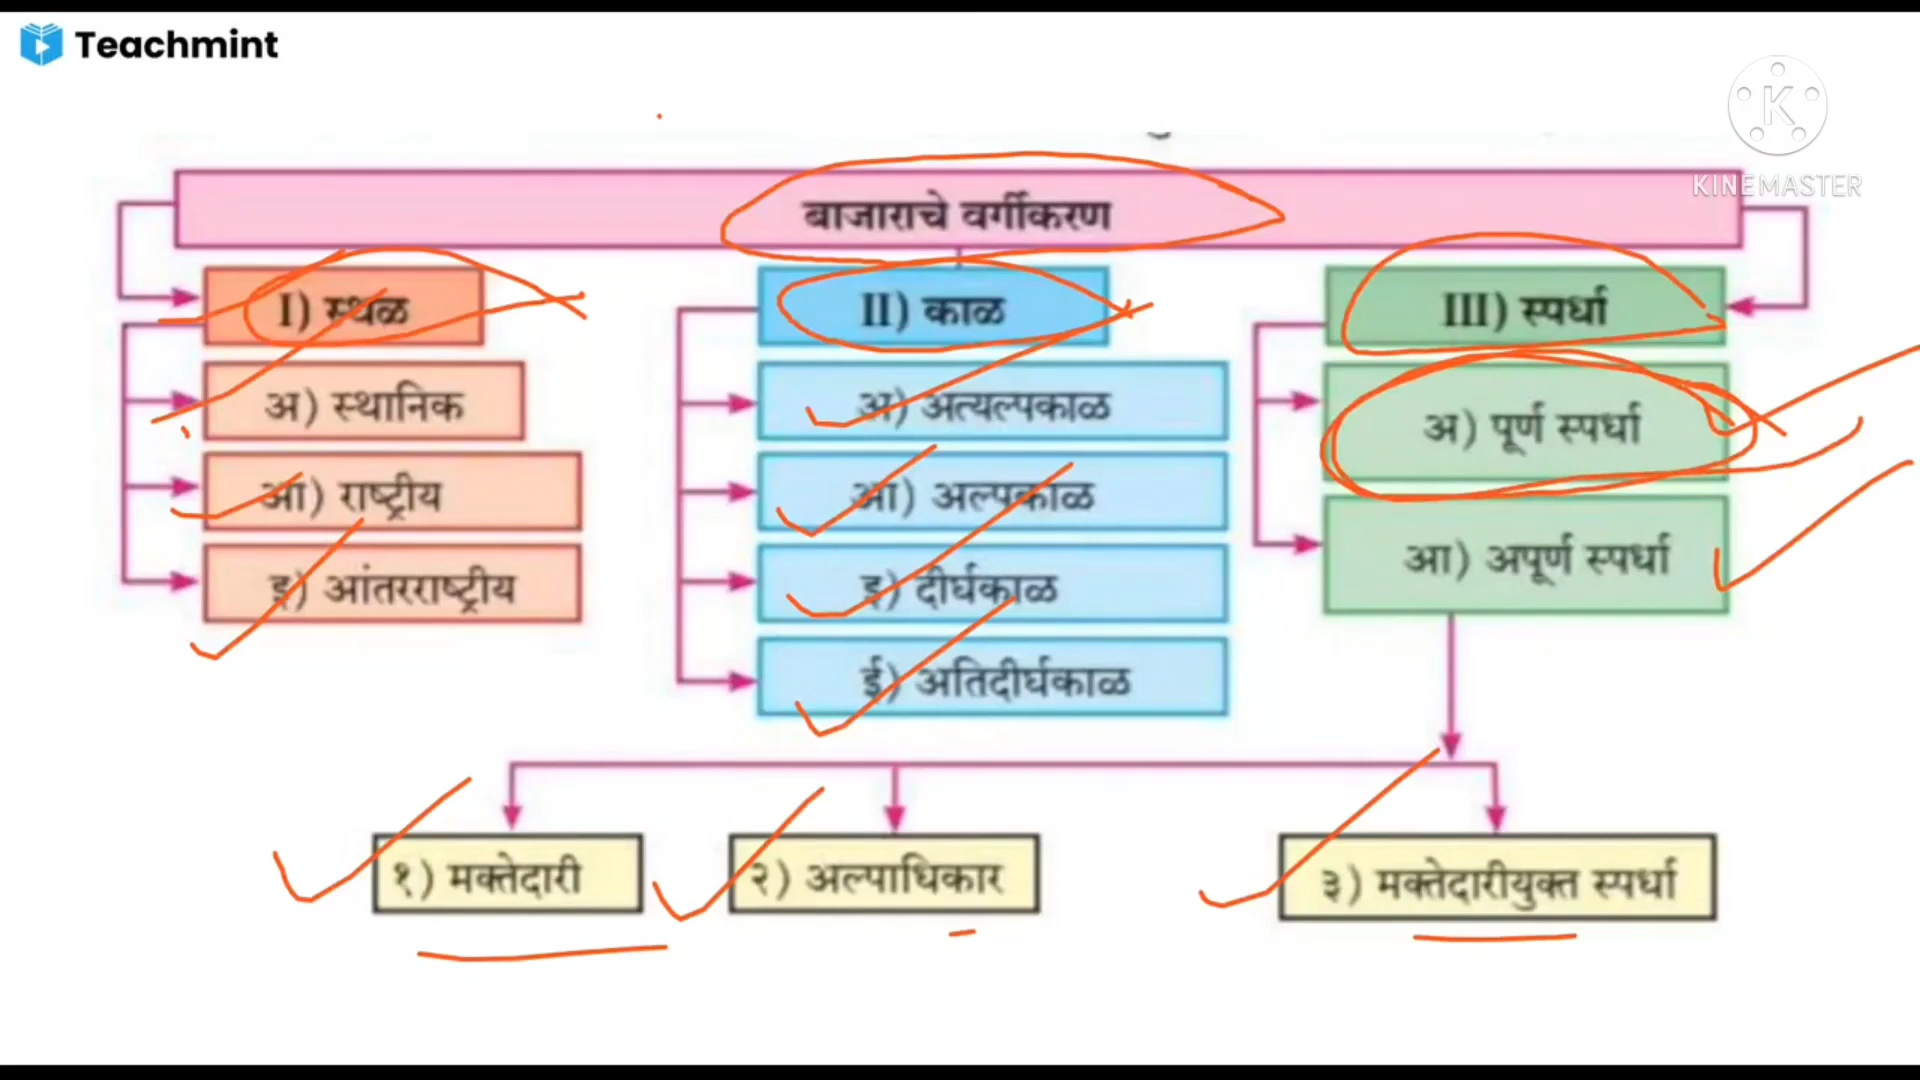 Teachmint
KINEMASTER
बाजाराचे वर्गीकरण
I) स्थळ
अ) स्थानिक
आ) राष्ट्रीय
इ) आंतरराष्ट्रीय
II) काळ
अ) अत्यल्पकाळ
आ) अल्पकाळ
इ) दीर्घकाळ
ई) अतिदीर्घकाळ
III) स्पर्धा
अ) पूर्ण स्पर्धा
आ) अपूर्ण स्पर्धा
१) मक्तेदारी
२) अल्पाधिकार
३) मक्तेदारीयुक्त स्पर्धा